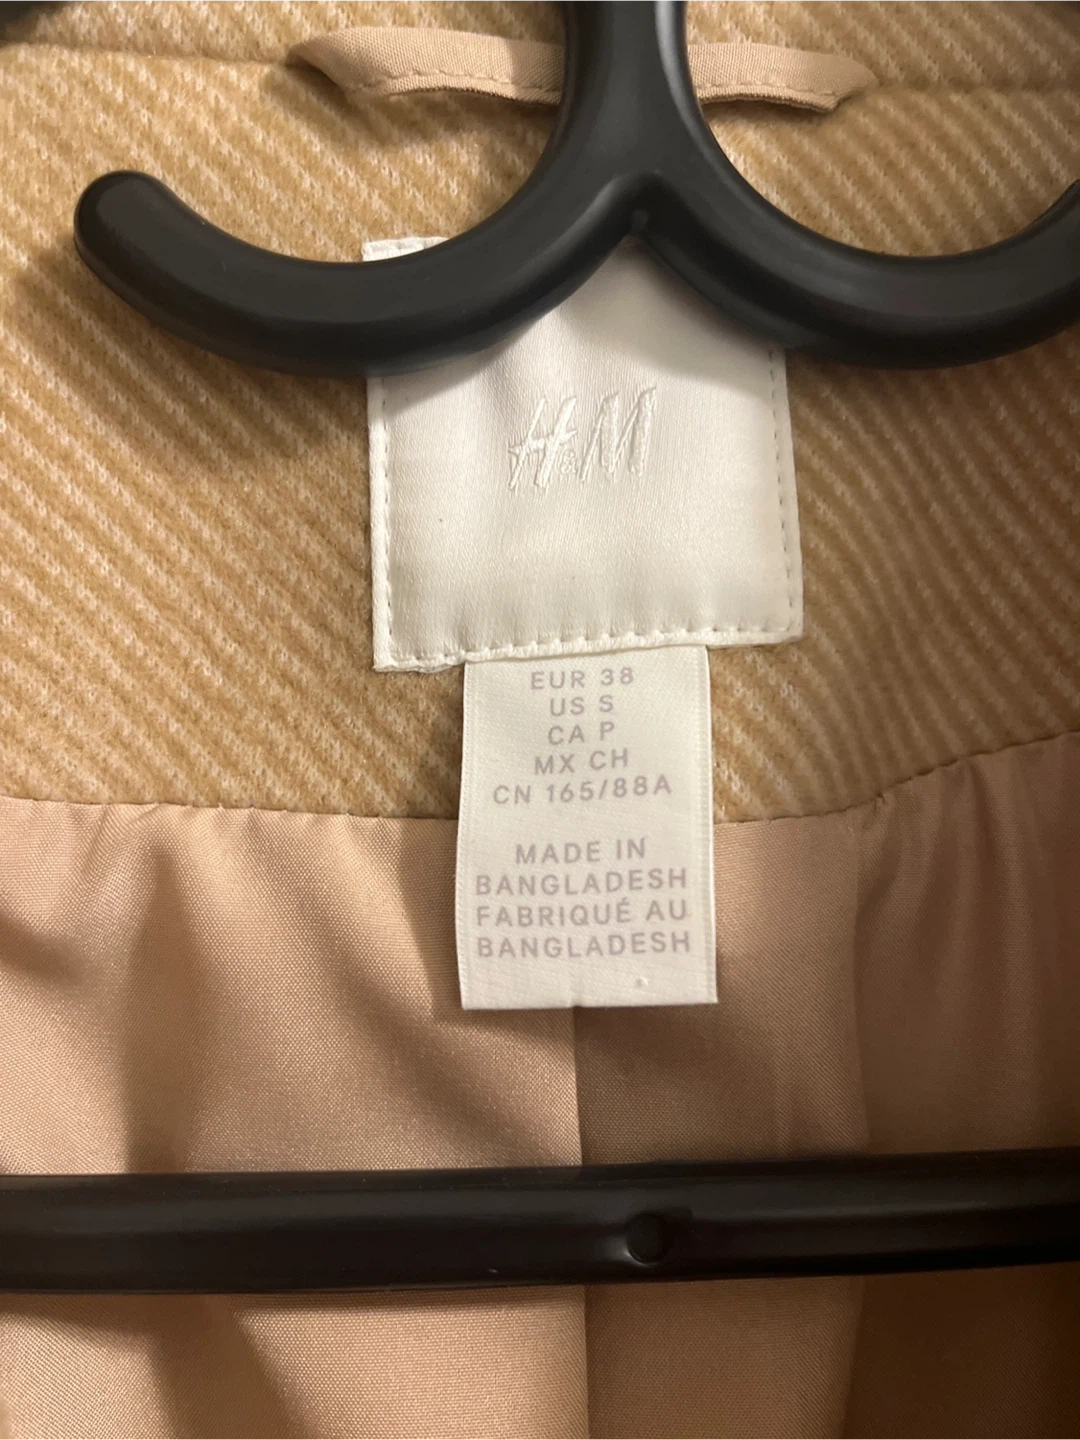 H&M
EUR 38
US S
CA P
MX CH
CN 165/88A
MADE IN
BANGLADESH
FABRIQUÉ AU
BANGLADESH